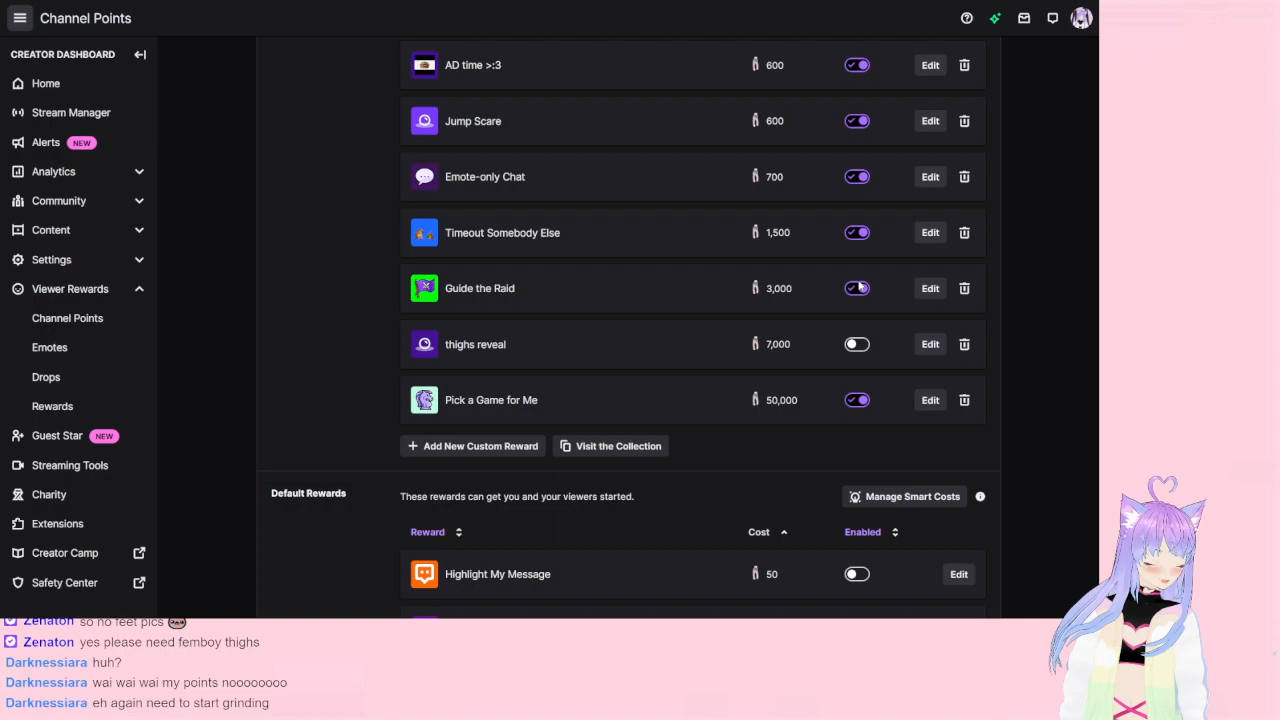 Channel Points
CREATOR DASHBOARD
Home
Stream Manager
Alerts NEW
Analytics
Community
Content
Settings
Viewer Rewards
Channel Points
Emotes
Drops
Rewards
Guest Star NEW
Streaming Tools
Charity
Extensions
Creator Camp
Safety Center
AD time >:3 600 Edit
Jump Scare 600 Edit
Emote-only Chat 700 Edit
Timeout Somebody Else 1,500 Edit
Guide the Raid 3,000 Edit
thighs reveal 7,000 Edit
Pick a Game for Me 50,000 Edit
+ Add New Custom Reward Visit the Collection
Default Rewards These rewards can get you and your viewers started. Manage Smart Costs
Reward Cost Enabled
Highlight My Message 50 Edit
Zenaton so no feet pics
Zenaton yes please need femboy thighs
Darknessiara huh?
Darknessiara wai wai wai my points noooooooo
Darknessiara eh again need to start grinding